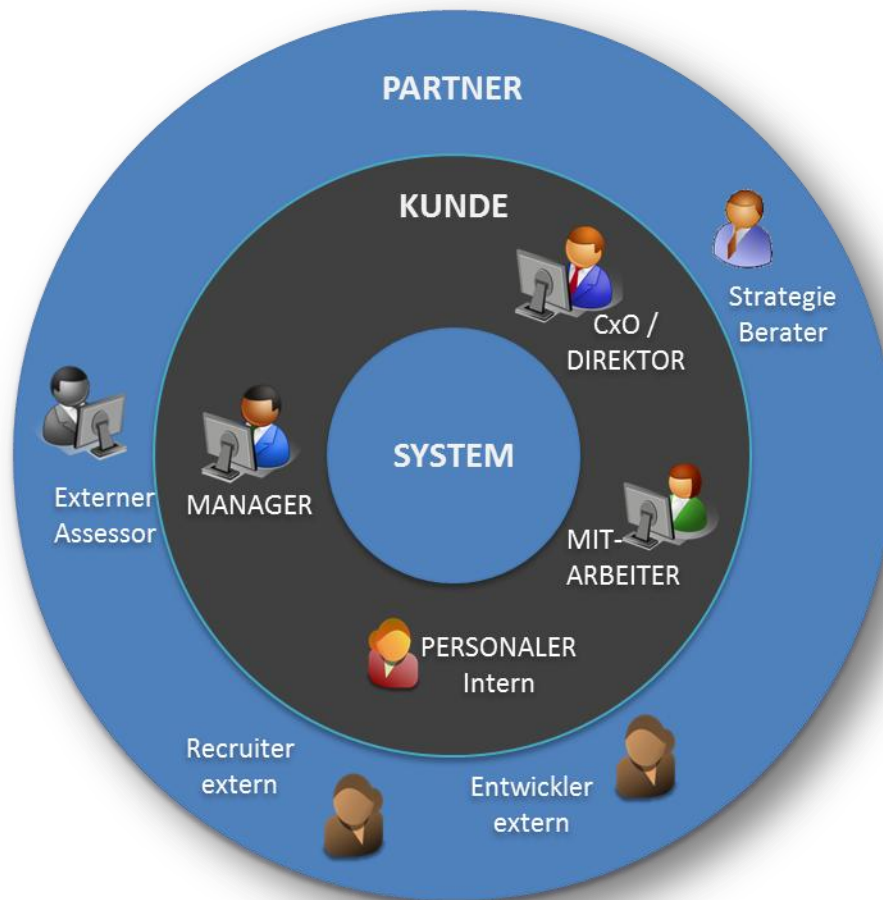 PARTNER
KUNDE
CxO /
DIREKTOR
Strategie
Berater
SYSTEM
MANAGER
Externer
Assessor
MIT-
ARBEITER
PERSONALER
Intern
Recruiter
extern
Entwickler
extern